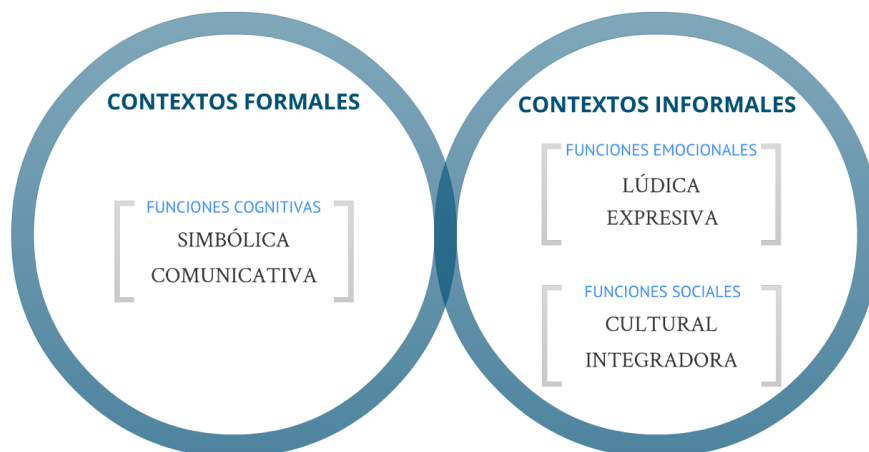 CONTEXTOS FORMALES
FUNCIONES COGNITIVAS
SIMBÓLICA
COMUNICATIVA
CONTEXTOS INFORMALES
FUNCIONES EMOCIONALES
LÚDICA
EXPRESIVA
FUNCIONES SOCIALES
CULTURAL
INTEGRADORA